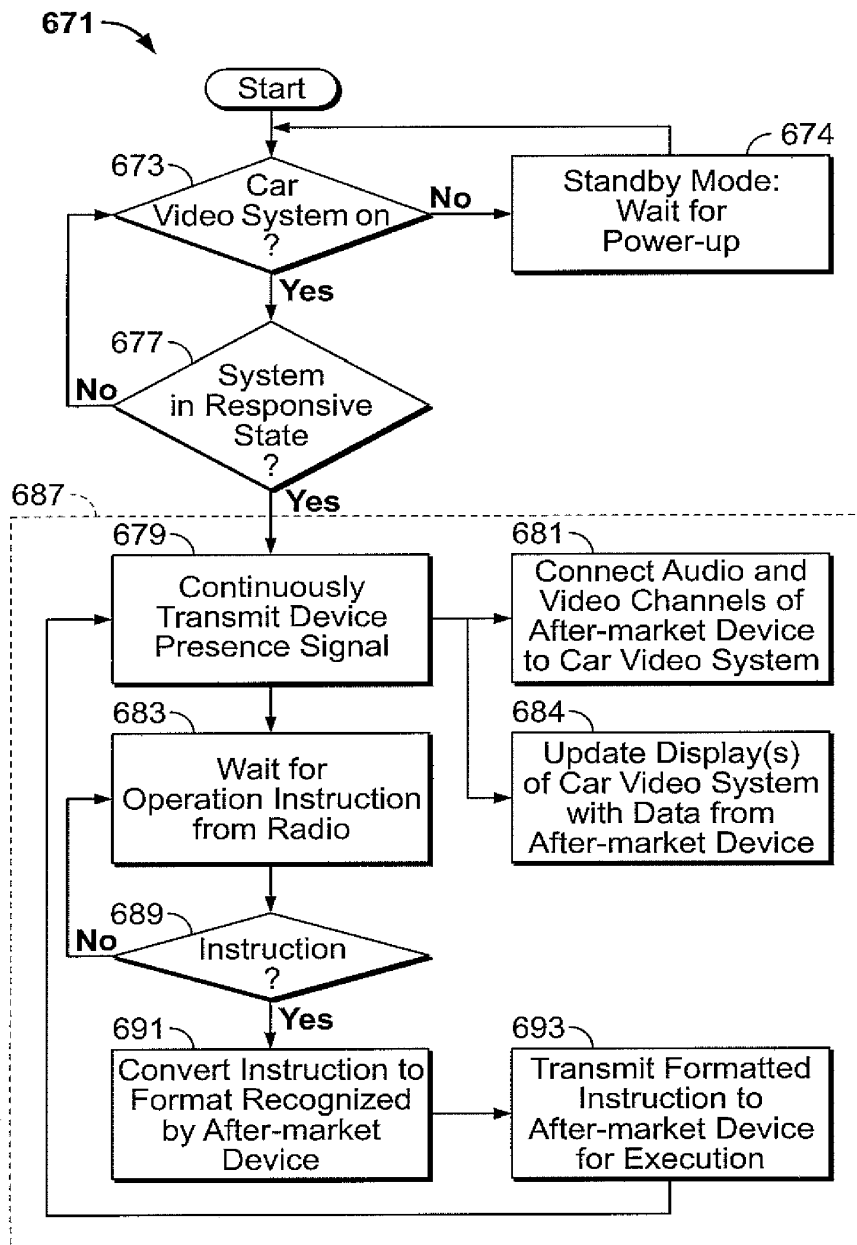 671
Start
673
Car
Video System on
?
No
674
Standby Mode:
Wait for
Power-up
Yes
677
System
in Responsive
State
?
No
Yes
687
679
Continuously
Transmit Device
Presence Signal
681
Connect Audio and
Video Channels of
After-market Device
to Car Video System
683
Wait for
Operation Instruction
from Radio
684
Update Display(s)
of Car Video System
with Data from
After-market Device
689
Instruction
?
No
Yes
691
Convert Instruction to
Format Recognized
by After-market
Device
693
Transmit Formatted
Instruction to
After-market Device
for Execution